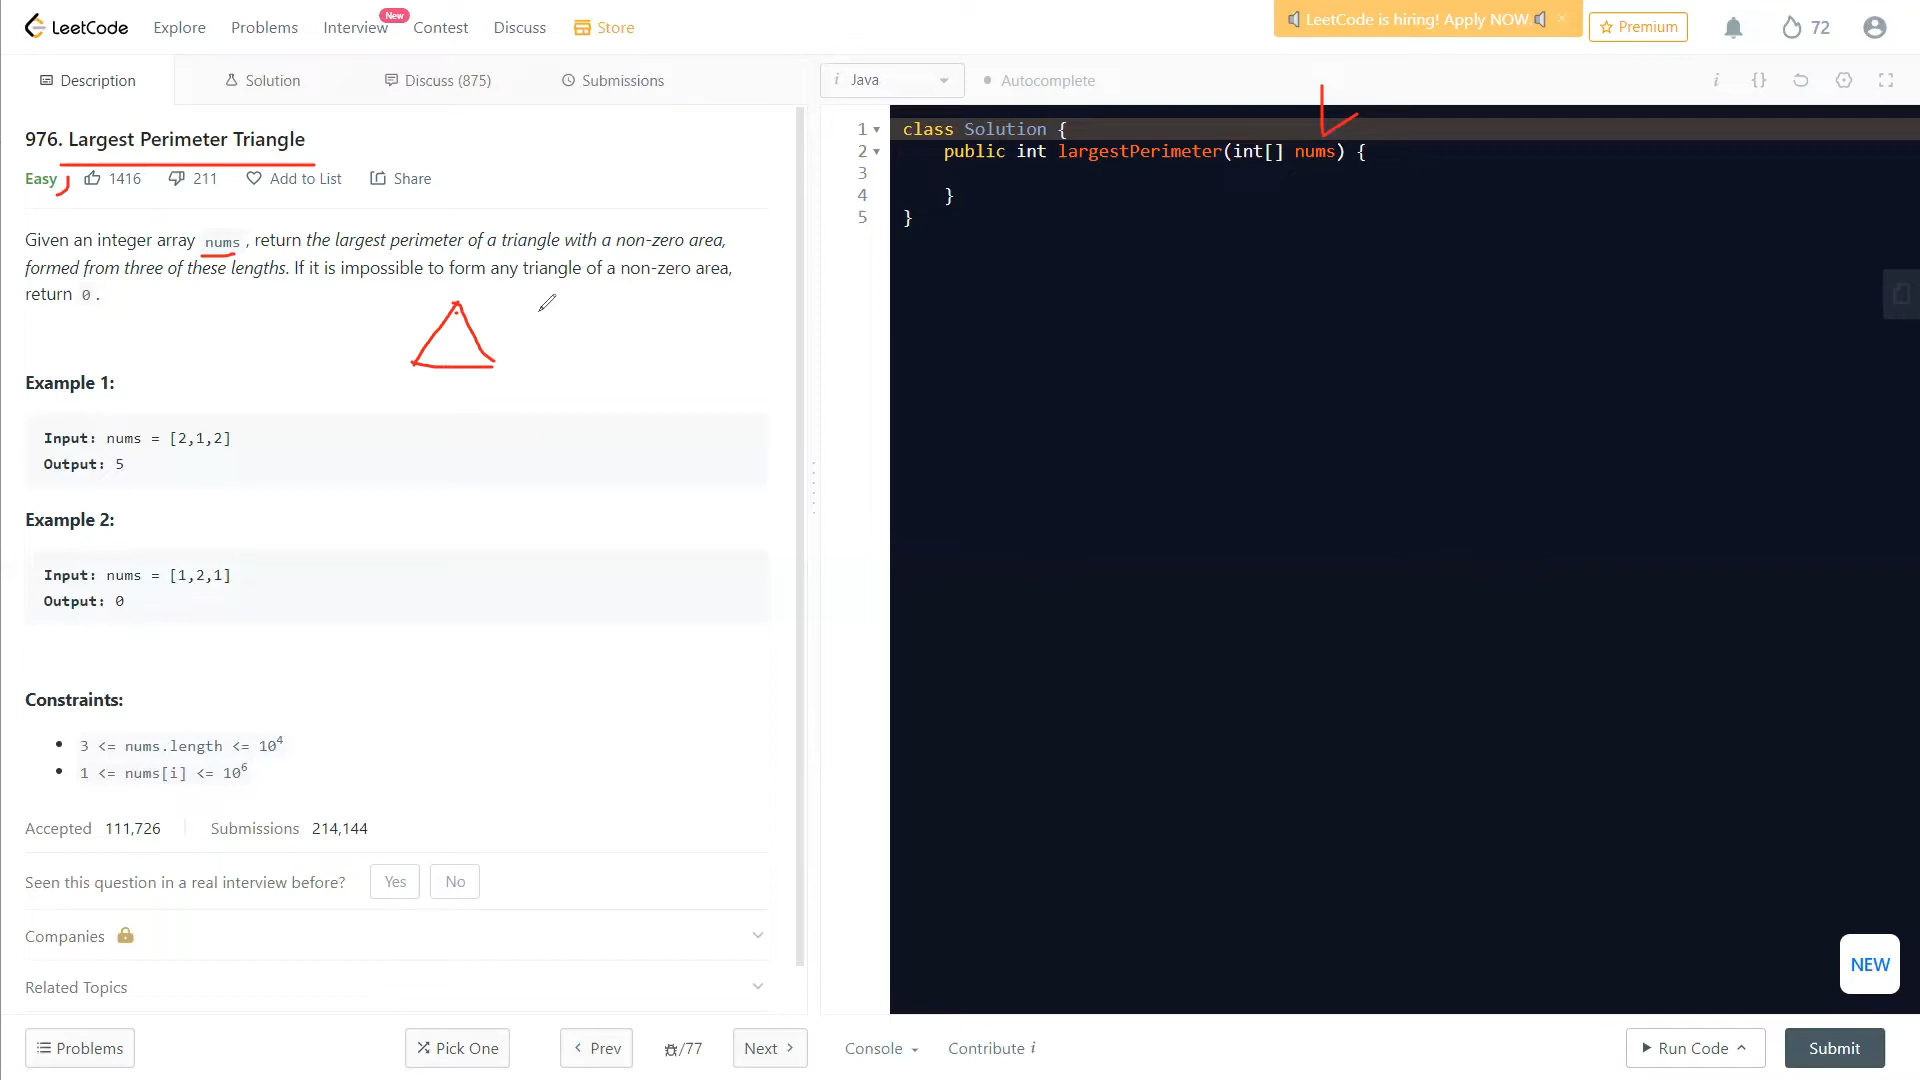 LeetCode Explore Problems Interview New Contest Discuss Store LeetCode is hiring! Apply NOW. Premium 72
Description Solution Discuss (875) Submissions
i Java Autocomplete i {}
976. Largest Perimeter Triangle
Easy 1416 211 Add to List Share
Given an integer array nums, return the largest perimeter of a triangle with a non-zero area,
formed from three of these lengths. If it is impossible to form any triangle of a non-zero area,
return 0.
Example 1:
Input: nums = [2,1,2]
Output: 5
Example 2:
Input: nums = [1,2,1]
Output: 0
Constraints:
3 <= nums.length <= 10^4
1 <= nums[i] <= 10^6
Accepted 111,726 Submissions 214,144
Seen this question in a real interview before? Yes No
Companies
Related Topics
1 class Solution {
2 public int largestPerimeter(int[] nums) {
3
4 }
5 }
NEW
Problems Pick One Prev /77 Next Console Contribute i Run Code Submit